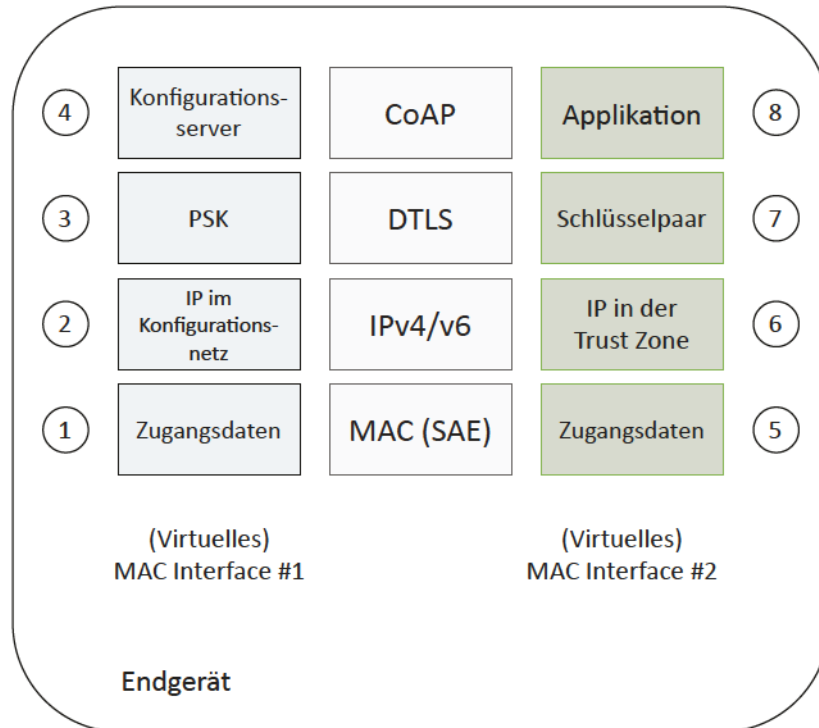 4
Konfigurations-
server
CoAP
Applikation
8
3
PSK
DTLS
Schlüsselpaar
7
2
IP im
Konfigurations-
netz
IPv4/v6
IP in der
Trust Zone
6
1
Zugangsdaten
MAC (SAE)
Zugangsdaten
5
(Virtuelles)
MAC Interface #1
(Virtuelles)
MAC Interface #2
Endgerät